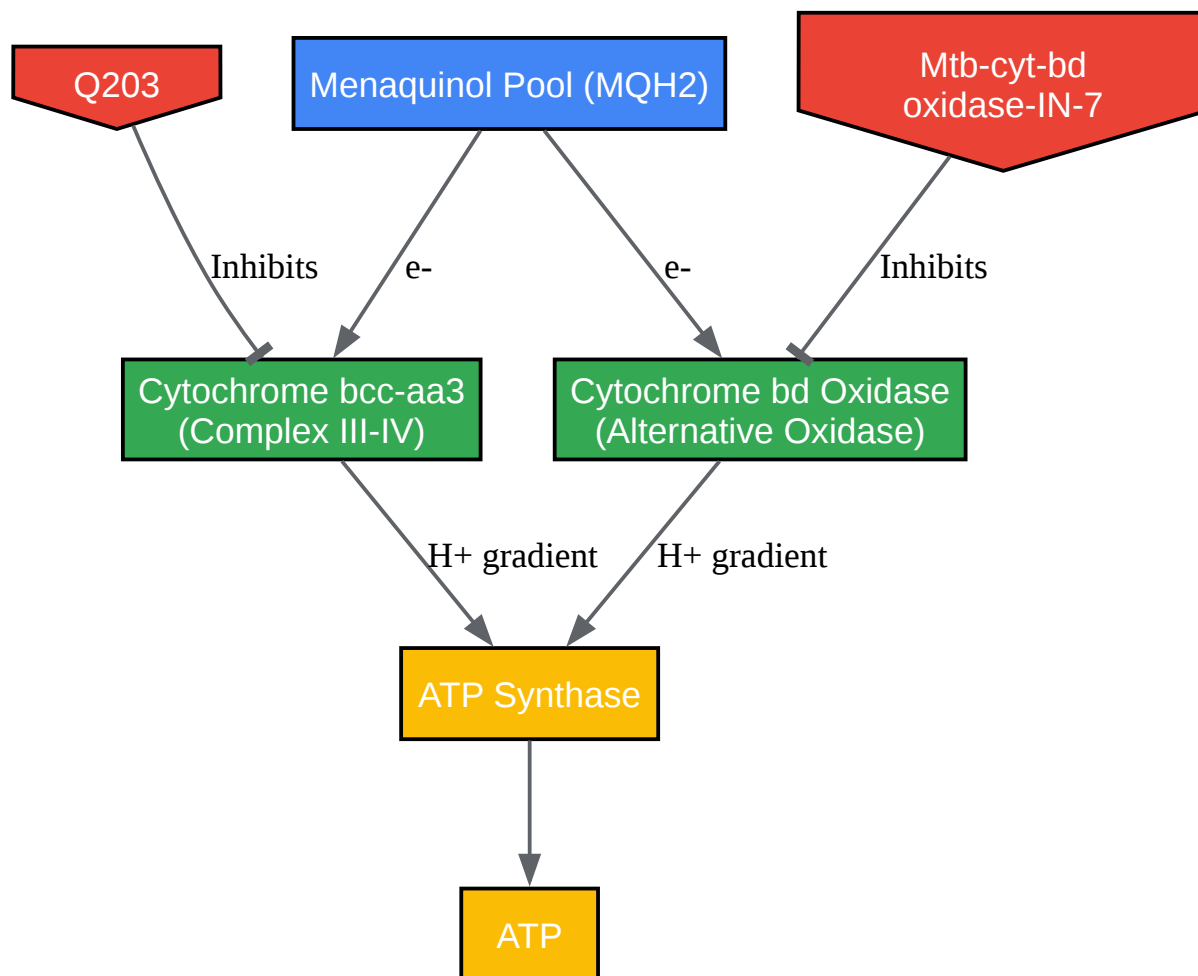 Q203
Menaquinol Pool (MQH2)
Mtb-cyt-bd
oxidase-IN-7
Inhibits
e-
e-
Inhibits
Cytochrome bcc-aa3
(Complex III-IV)
Cytochrome bd Oxidase
(Alternative Oxidase)
H+ gradient
H+ gradient
ATP Synthase
ATP